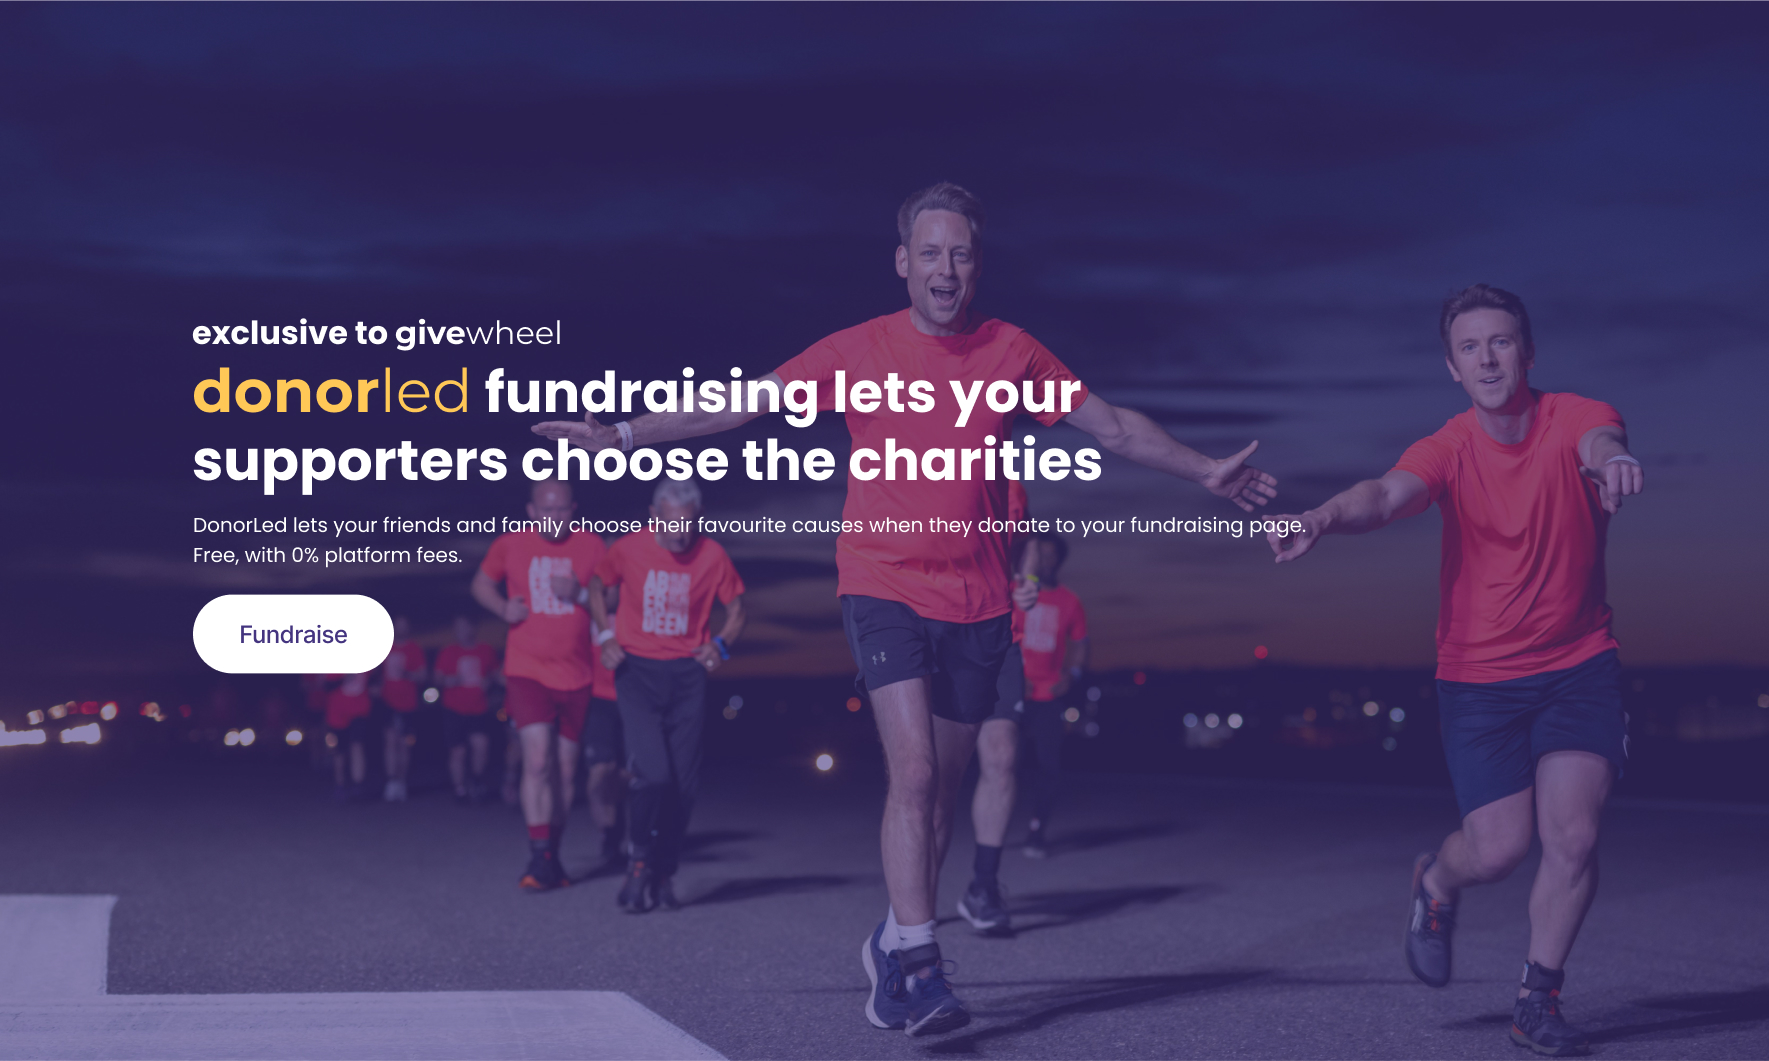 exclusive to givewheel
donorled fundraising lets your
supporters choose the charities
DonorLed lets your friends and family choose their favourite causes when they donate to your fundraising page.
Free, with 0% platform fees.
Fundraise